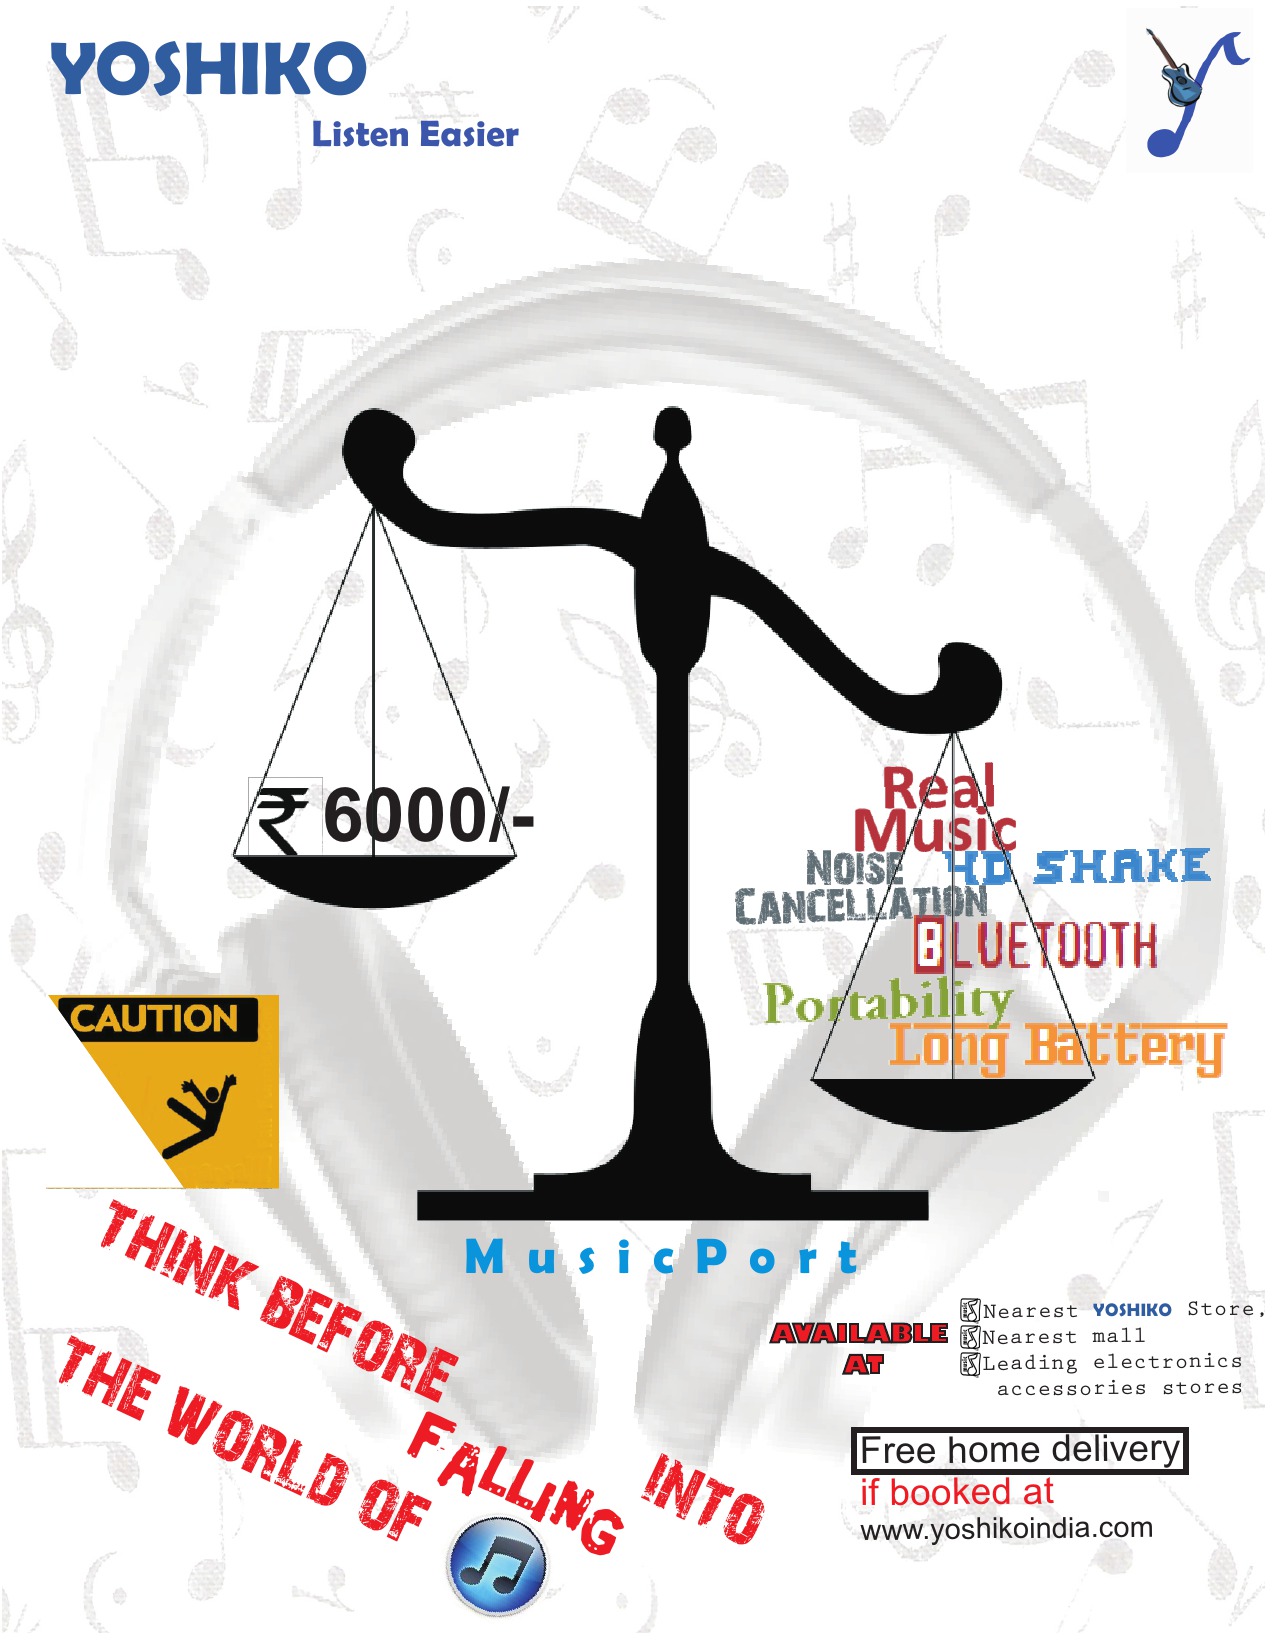 YOSHIKO
Listen Easier
₹ 6000/-
Real
Music
NOISE
CANCELLATION
4D SHAKE
BLUETOOTH
Portability
Long Battery
CAUTION
MusicPort
THINK BEFORE
FALLING INTO
THE WORLD OF
AVAILABLE
AT
Nearest YOSHIKO Store,
Nearest mall
Leading electronics
accessories stores
Free home delivery
if booked at
www.yoshikoindia.com